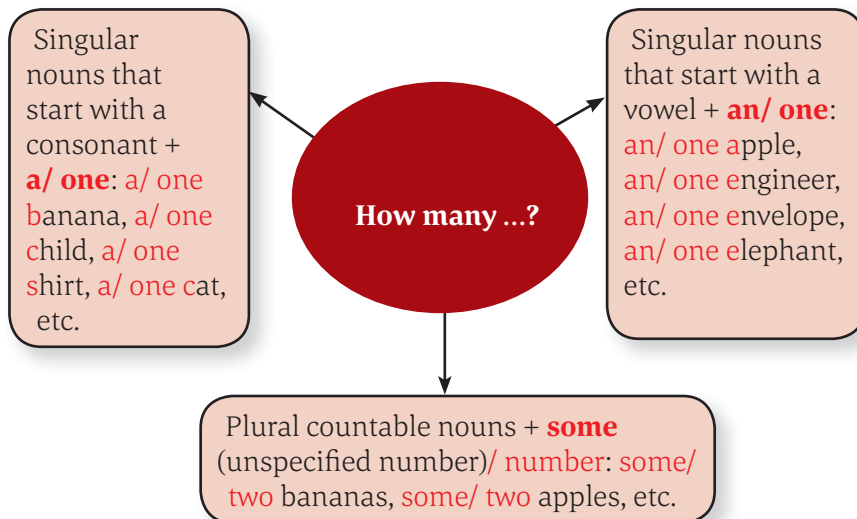 Singular
nouns that
start with a
consonant +
a/ one: a/ one
banana, a/ one
child, a/ one
shirt, a/ one cat,
etc.
How many ...?
Singular nouns
that start with a
vowel + an/ one:
an/ one apple,
an/ one engineer,
an/ one envelope,
an/ one elephant,
etc.
Plural countable nouns + some
(unspecified number)/ number: some/
two bananas, some/ two apples, etc.